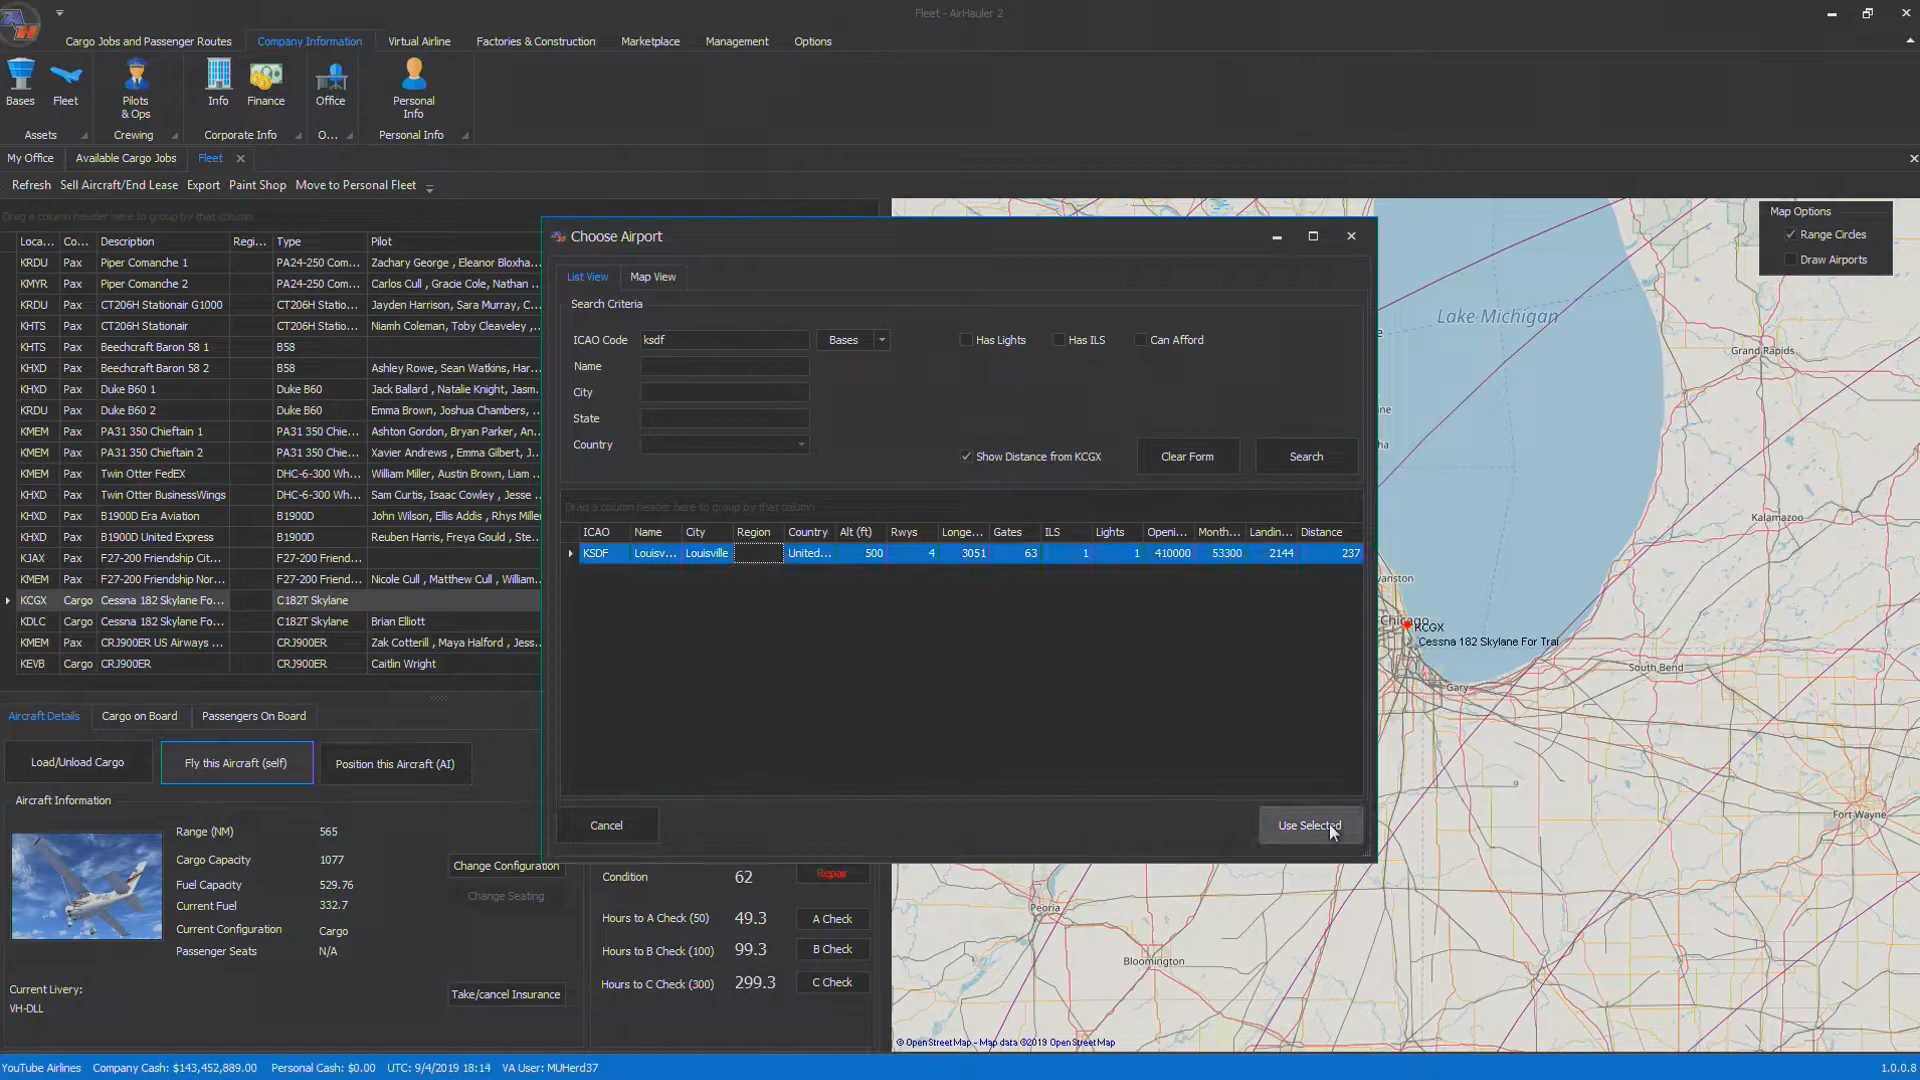 Fleet - AirHauler 2
Cargo Jobs and Passenger Routes
Company Information
Virtual Airline
Factories & Construction
Marketplace
Management
Options
Bases
Fleet
Pilots & Ops
Info
Finance
Office
Personal Info
Assets
Crewing
Corporate Info
O...
Personal Info
My Office
Available Cargo Jobs
Fleet
Refresh
Sell Aircraft/End Lease
Export
Paint Shop
Move to Personal Fleet
Drag a column header here to group by that column
Loca... Co... Description Regi... Type Pilot
KRDU Pax Piper Comanche 1 PA24-250 Com... Zachary George , Eleanor Bloxha...
KMYR Pax Piper Comanche 2 PA24-250 Com... Carlos Cull , Gracie Cole, Nathan
KRDU Pax CT206H Stationair G1000 CT206H Statio... Jayden Harrison, Sara Murray, C...
KHTS Pax CT206H Stationair CT206H Statio... Niamh Coleman, Toby Cleaveley ,
KHTS Pax Beechcraft Baron 58 1 B58
KHXD Pax Beechcraft Baron 58 2 B58 Ashley Rowe, Sean Watkins, Har...
KHXD Pax Duke B60 1 Duke B60 Jack Ballard , Natalie Knight, Jasm...
KRDU Pax Duke B60 2 Duke B60 Emma Brown, Joshua Chambers, ...
KMEM Pax PA31 350 Chieftain 1 PA31 350 Chie... Ashton Gordon, Bryan Parker, An...
KMEM Pax PA31 350 Chieftain 2 PA31 350 Chie... Xavier Andrews , Emma Gilbert, J...
KMEM Pax Twin Otter FedEX DHC-6-300 Wh... William Miller, Austin Brown, Liam
KHXD Pax Twin Otter BusinessWings DHC-6-300 Wh... Sam Curtis, Isaac Cowley , Jesse
KHXD Pax B1900D Era Aviation B1900D John Wilson, Ellis Addis , Rhys Miller
KHXD Pax B1900D United Express B1900D Reuben Harris, Freya Gould , Ste...
KJAX Pax F27-200 Friendship Cit... F27-200 Friend...
KMEM Pax F27-200 Friendship Nor... F27-200 Friend... Nicole Cull , Matthew Cull , William...
KCGX Cargo Cessna 182 Skylane Fo... C182T Skylane
KDLC Cargo Cessna 182 Skylane Fo... C182T Skylane Brian Elliott
KMEM Pax CRJ900ER US Airways ... CRJ900ER Zak Cotterill , Maya Halford , Jess...
KEVB Cargo CRJ900ER CRJ900ER Caitlin Wright
Aircraft Details
Cargo on Board
Passengers On Board
Load/Unload Cargo
Fly this Aircraft (self)
Position this Aircraft (AI)
Aircraft Information
Range (NM) 565
Cargo Capacity 1077
Fuel Capacity 529.76
Current Fuel 332.7
Current Configuration Cargo
Passenger Seats N/A
Change Configuration
Change Seating
Current Livery:
VH-DLL
Take/cancel Insurance
Condition 62 Repair
Hours to A Check (50) 49.3 A Check
Hours to B Check (100) 99.3 B Check
Hours to C Check (300) 299.3 C Check
Choose Airport
List View
Map View
Search Criteria
ICAO Code ksdf Bases
Has Lights
Has ILS
Can Afford
Name
City
State
Country
Show Distance from KCGX
Clear Form
Search
Drag a column header here to group by that column
ICAO Name City Region Country Alt (ft) Rwys Longe... Gates ILS Lights Openi... Month... Landin... Distance
KSDF Louisv... Louisville United... 500 4 3051 63 1 1 410000 53300 2144 237
Cancel
Use Selected
Map Options
Range Circles
Draw Airports
Lake Michigan
Grand Rapids
Kalamazoo
vanston
Chicago
KCGX
Cessna 182 Skylane For Trai
South Bend
Gary
Fort Wayne
Peoria
Bloomington
© OpenStreetMap - Map data ©2019 OpenStreetMap
YouTube Airlines
Company Cash: $143,452,889.00
Personal Cash: $0.00
UTC: 9/4/2019 18:14
VA User: MUHerd37
1.0.0.8